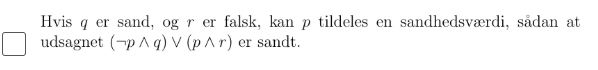 Hvis q er sand, og r er falsk, kan p tildeles en sandhedsværdi, sådan at
udsagnet (¬p ∧ q) ∨ (p ∧ r) er sandt.